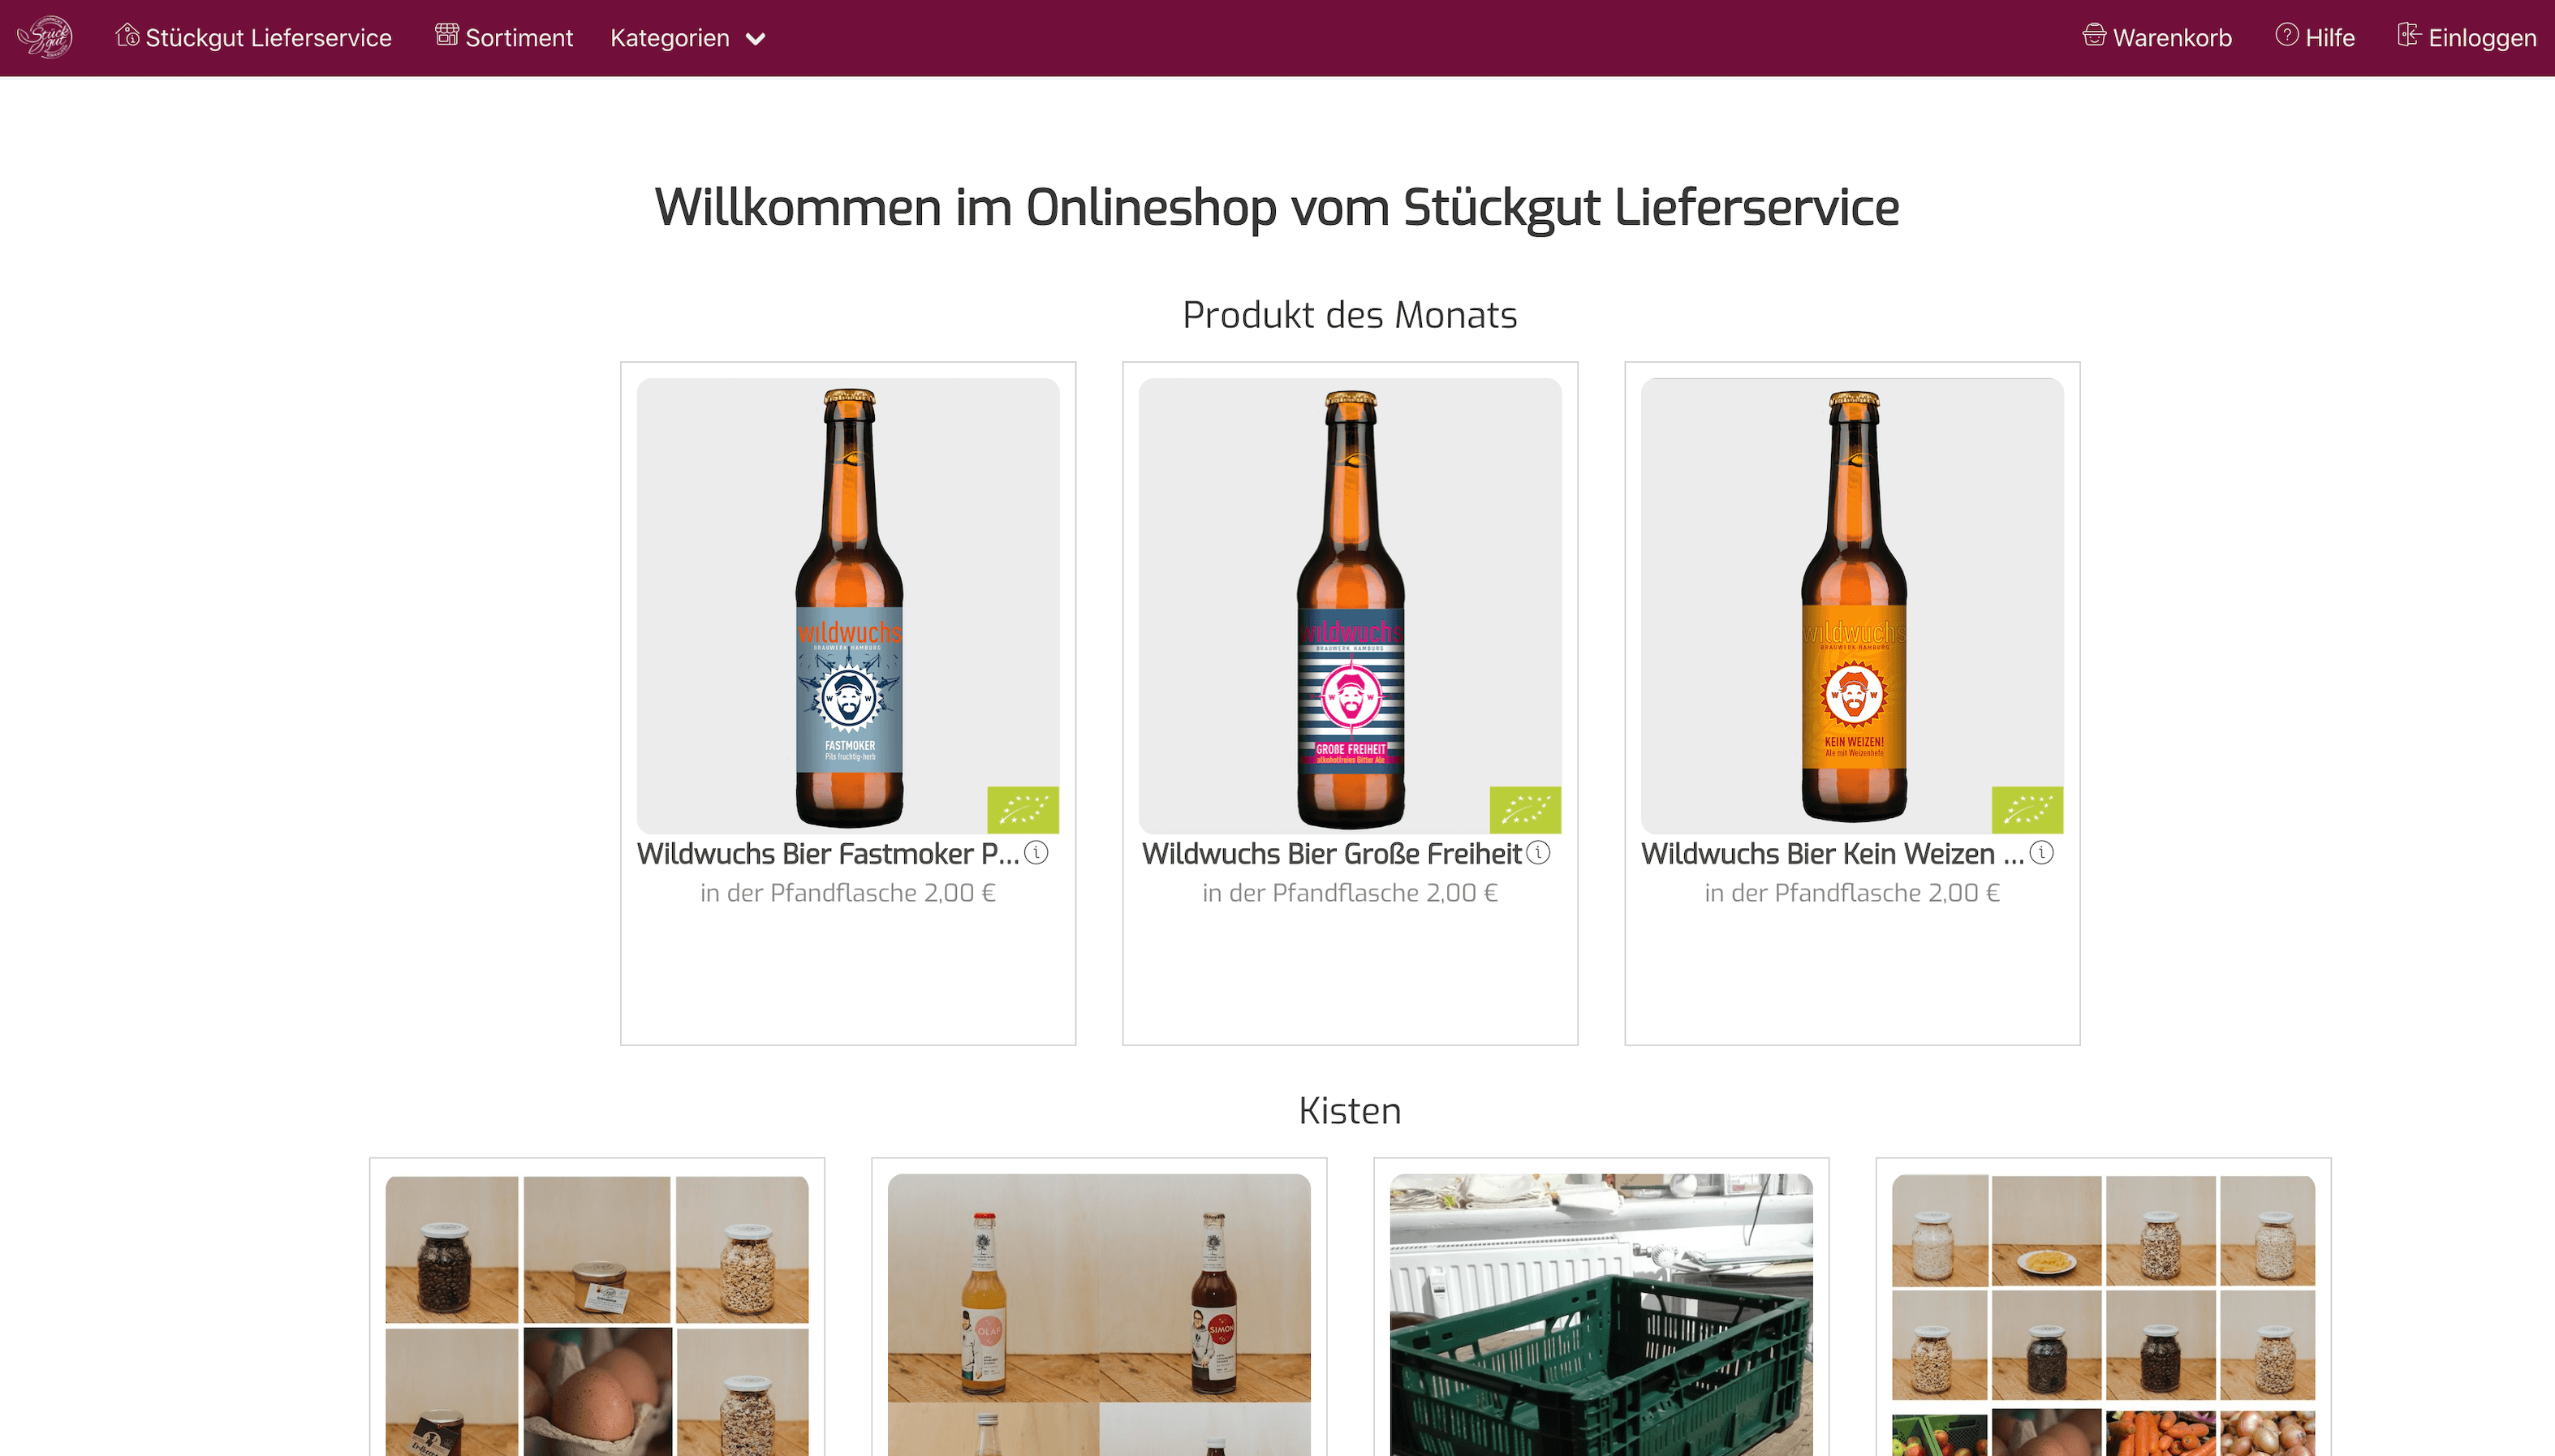 Stückgut
Stückgut Lieferservice
Sortiment
Kategorien
Warenkorb
Hilfe
Einloggen
Willkommen im Onlineshop vom Stückgut Lieferservice
Produkt des Monats
wildwuchs
BRAUWERK HAMBURG
W W
FASTMOKER
Pils fruchtig-herb
wildwuchs
BRAUWERK HAMBURG
W W
GROßE FREIHEIT
alkoholfreies Bitter Ale
wildwuchs
BRAUWERK HAMBURG
W W
KEIN WEIZEN!
Ale mit Weizenhefe
Wildwuchs Bier Fastmoker P...
in der Pfandflasche 2,00 €
Wildwuchs Bier Große Freiheit
in der Pfandflasche 2,00 €
Wildwuchs Bier Kein Weizen ...
in der Pfandflasche 2,00 €
Kisten
OLAF
SIMON